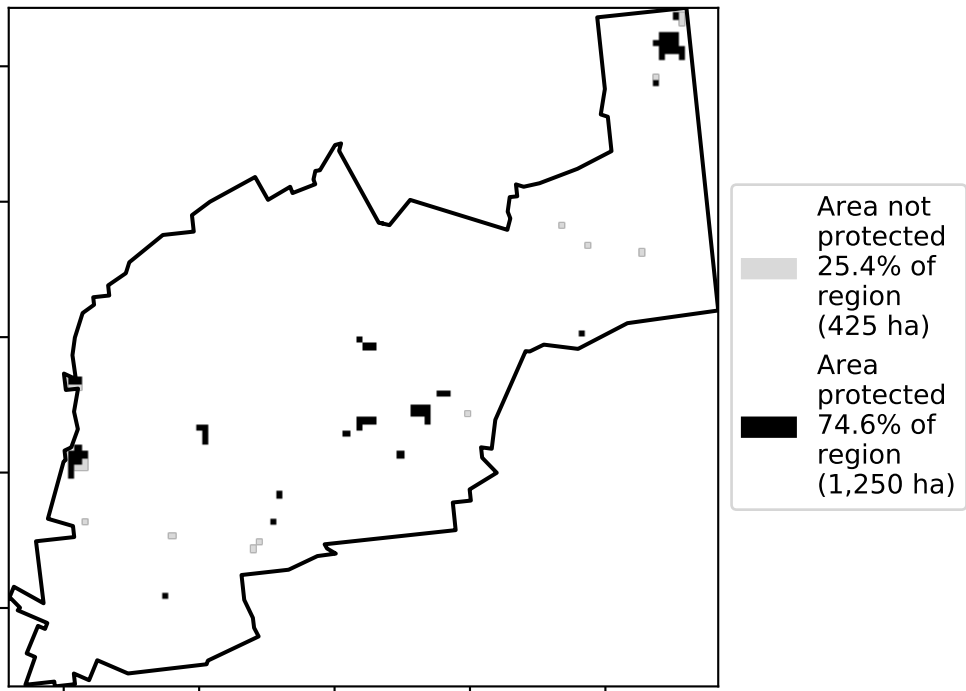 Area not
protected
25.4% of
region
(425 ha)
Area
protected
74.6% of
region
(1,250 ha)